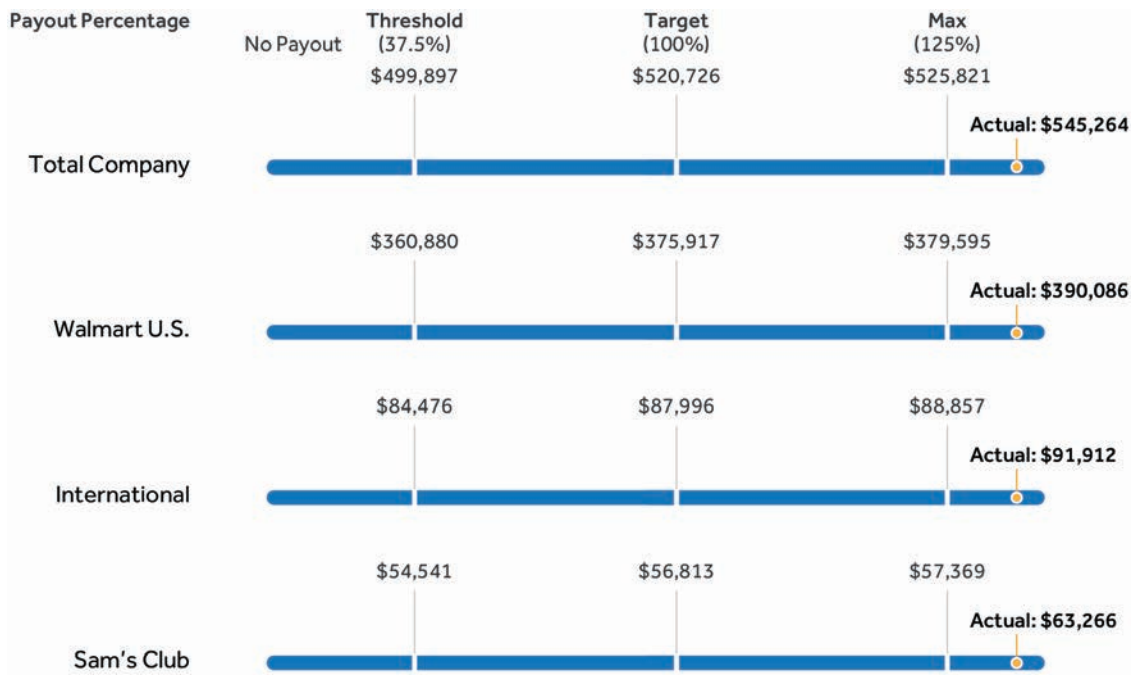 Payout Percentage Threshold Target Max
No Payout (37.5%) (100%) (125%)
$499,897 $520,726 $525,821
Actual: $545,264
Total Company
$360,880 $375,917 $379,595
Actual: $390,086
Walmart U.S.
$84,476 $87,996 $88,857
Actual: $91,912
International
$54,541 $56,813 $57,369
Actual: $63,266
Sam's Club